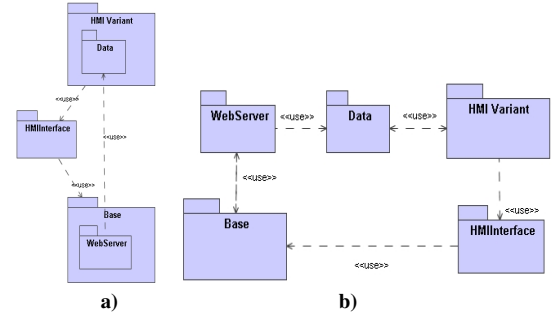 HMI Variant
Data
<<use>>
HMIInterface
<<use>>
<<use>>
Base
WebServer
a)
WebServer
<<use>>
Data
<<use>>
HMI Variant
<<use>>
<<use>>
Base
HMIInterface
<<use>>
b)